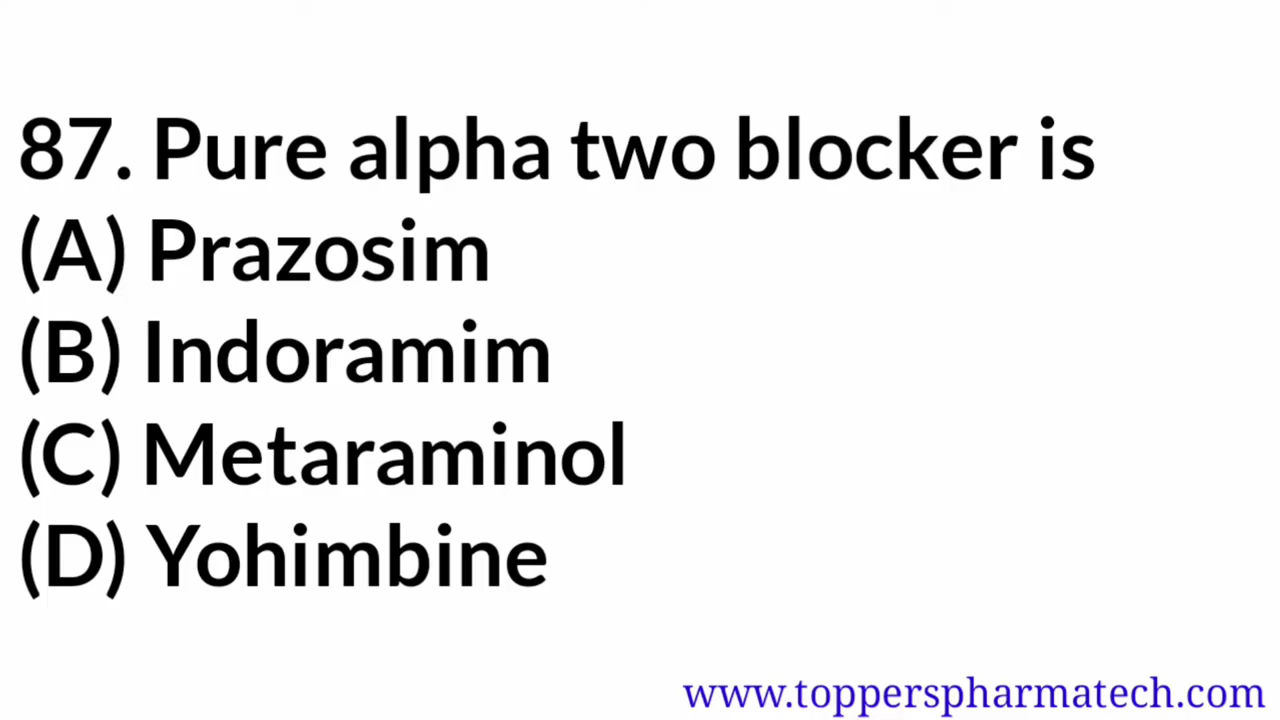 87. Pure alpha two blocker is
(A) Prazosim
(B) Indoramim
(C) Metaraminol
(D) Yohimbine
www.topperspharmatech.com